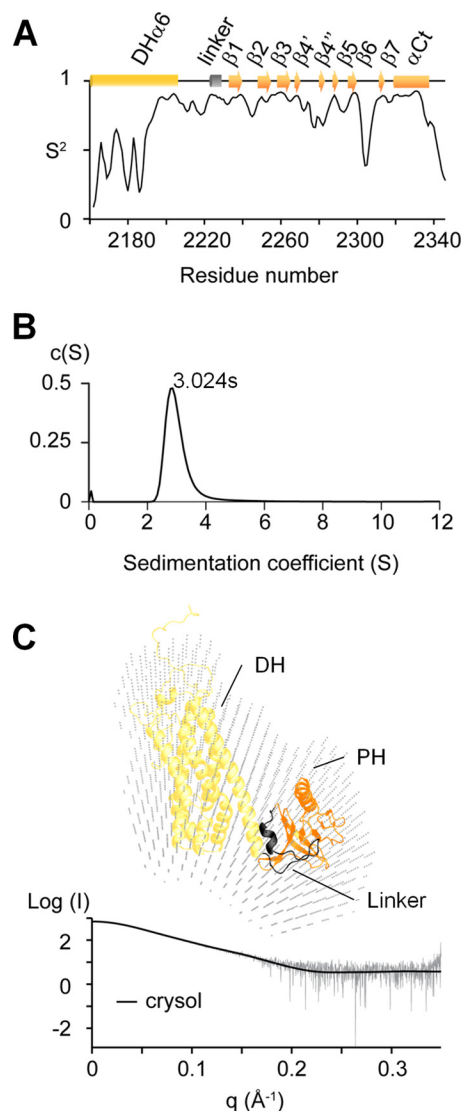 A
DHα6 linker β1 β2 β3 β4' β4" β5 β6 β7 αCt
1
S²
0
2180 2220 2260 2300 2340
Residue number
B
c(S)
3.024s
0.5
0.25
0
0 2 4 6 8 10 12
Sedimentation coefficient (S)
C
DH
PH
Linker
Log (I)
2
0
-2
crysol
0 0.1 0.2 0.3
q (Å⁻¹)